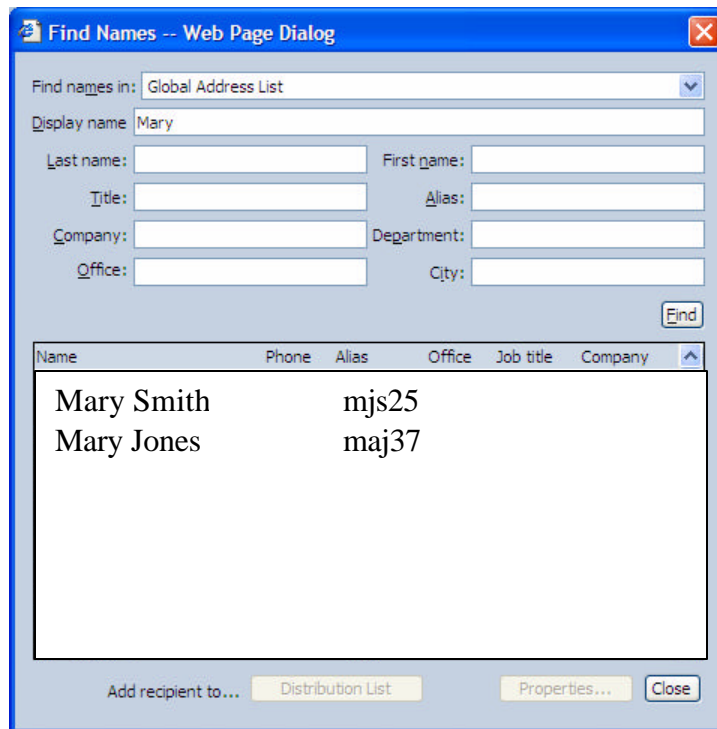 Find Names -- Web Page Dialog
Find names in: Global Address List
Display name Mary
Last name: First name:
Title: Alias:
Company: Department:
Office: City:
Find
Name Phone Alias Office Job title Company
Mary Smith mjs25
Mary Jones maj37
Add recipient to... Distribution List Properties... Close